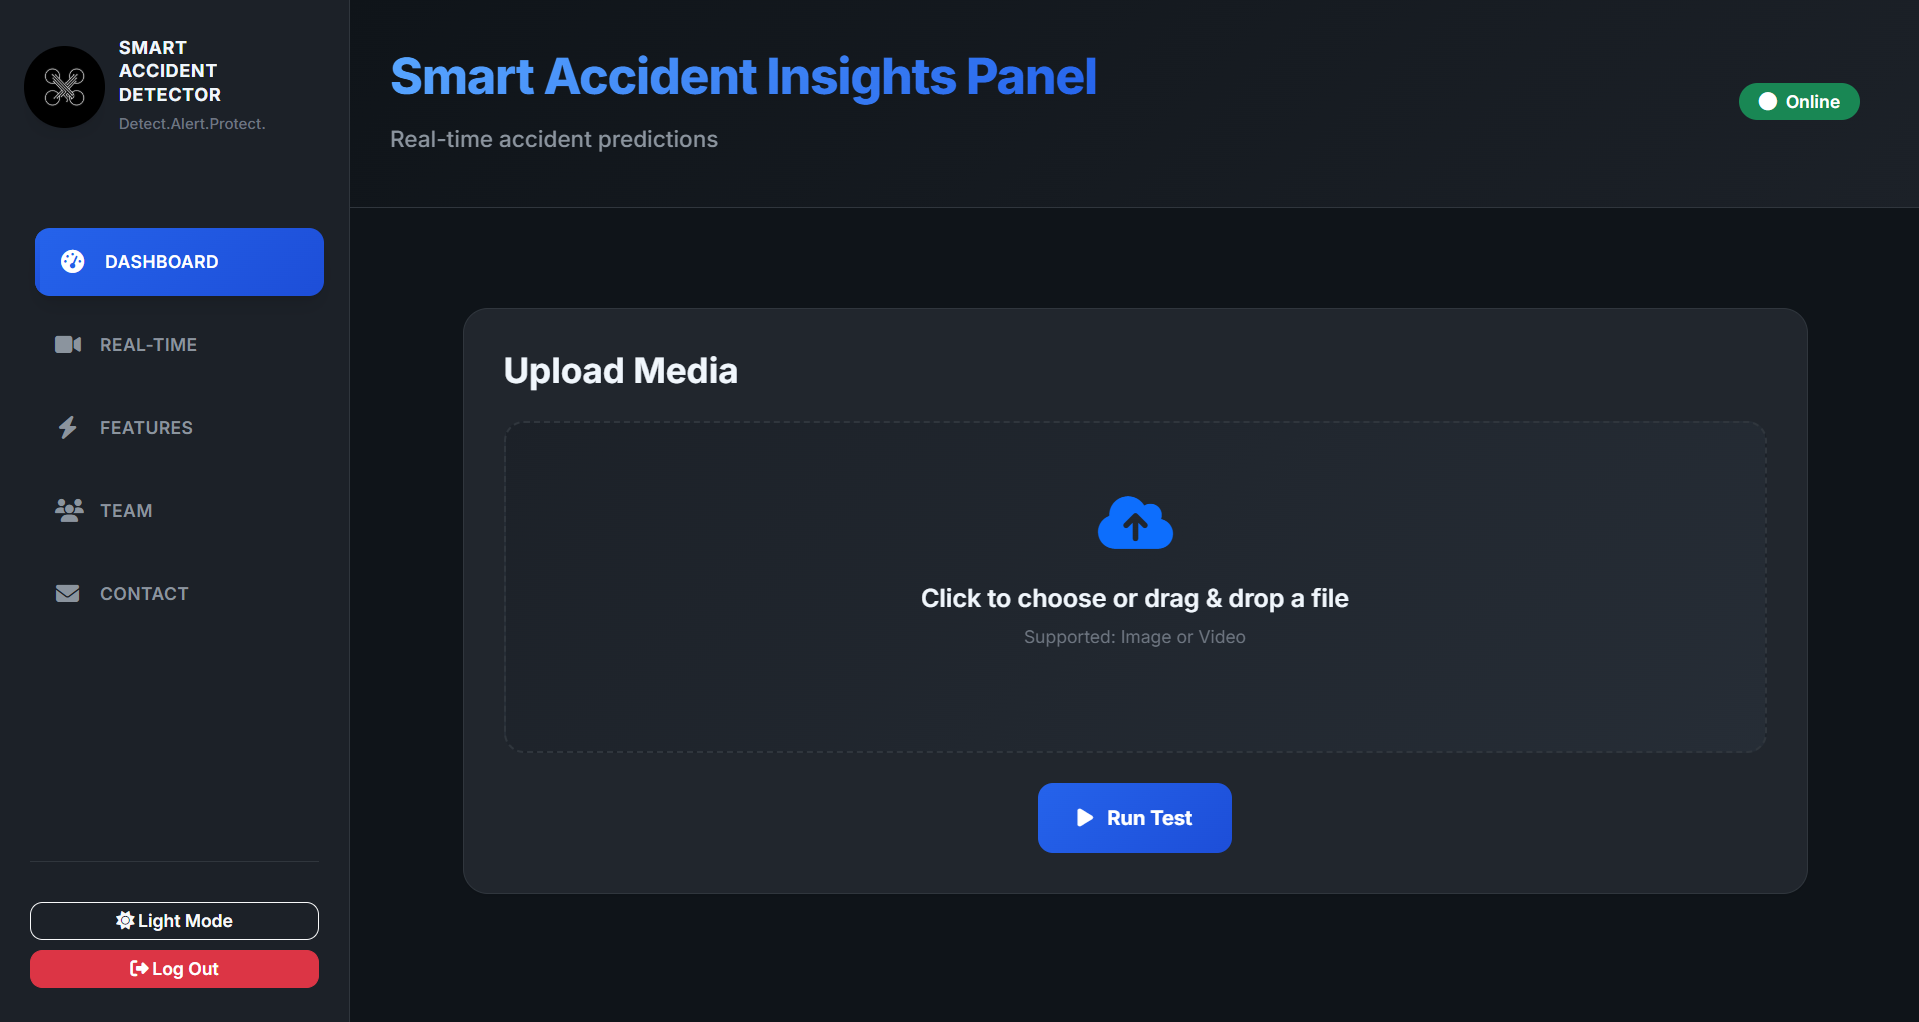 SMART
ACCIDENT
DETECTOR
Detect.Alert.Protect.
DASHBOARD
REAL-TIME
FEATURES
TEAM
CONTACT
Light Mode
Log Out
Smart Accident Insights Panel
Real-time accident predictions
Online
Upload Media
Click to choose or drag & drop a file
Supported: Image or Video
Run Test